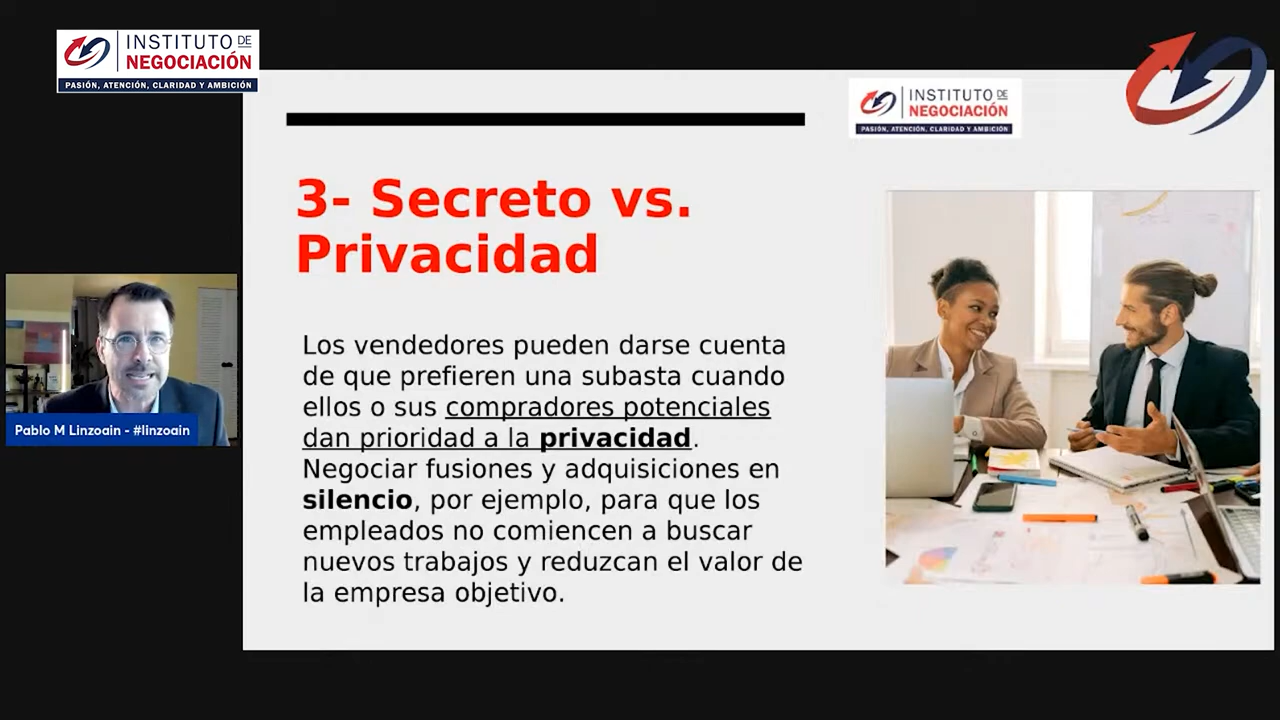 INSTITUTO DE
NEGOCIACIÓN
PASIÓN, ATENCIÓN, CLARIDAD Y AMBICIÓN
INSTITUTO DE
NEGOCIACIÓN
PASIÓN, ATENCIÓN, CLARIDAD Y AMBICIÓN
3- Secreto vs.
Privacidad
Los vendedores pueden darse cuenta
de que prefieren una subasta cuando
ellos o sus compradores potenciales
dan prioridad a la privacidad.
Negociar fusiones y adquisiciones en
silencio, por ejemplo, para que los
empleados no comiencen a buscar
nuevos trabajos y reduzcan el valor de
la empresa objetivo.
Pablo M Linzoain - #linzoain